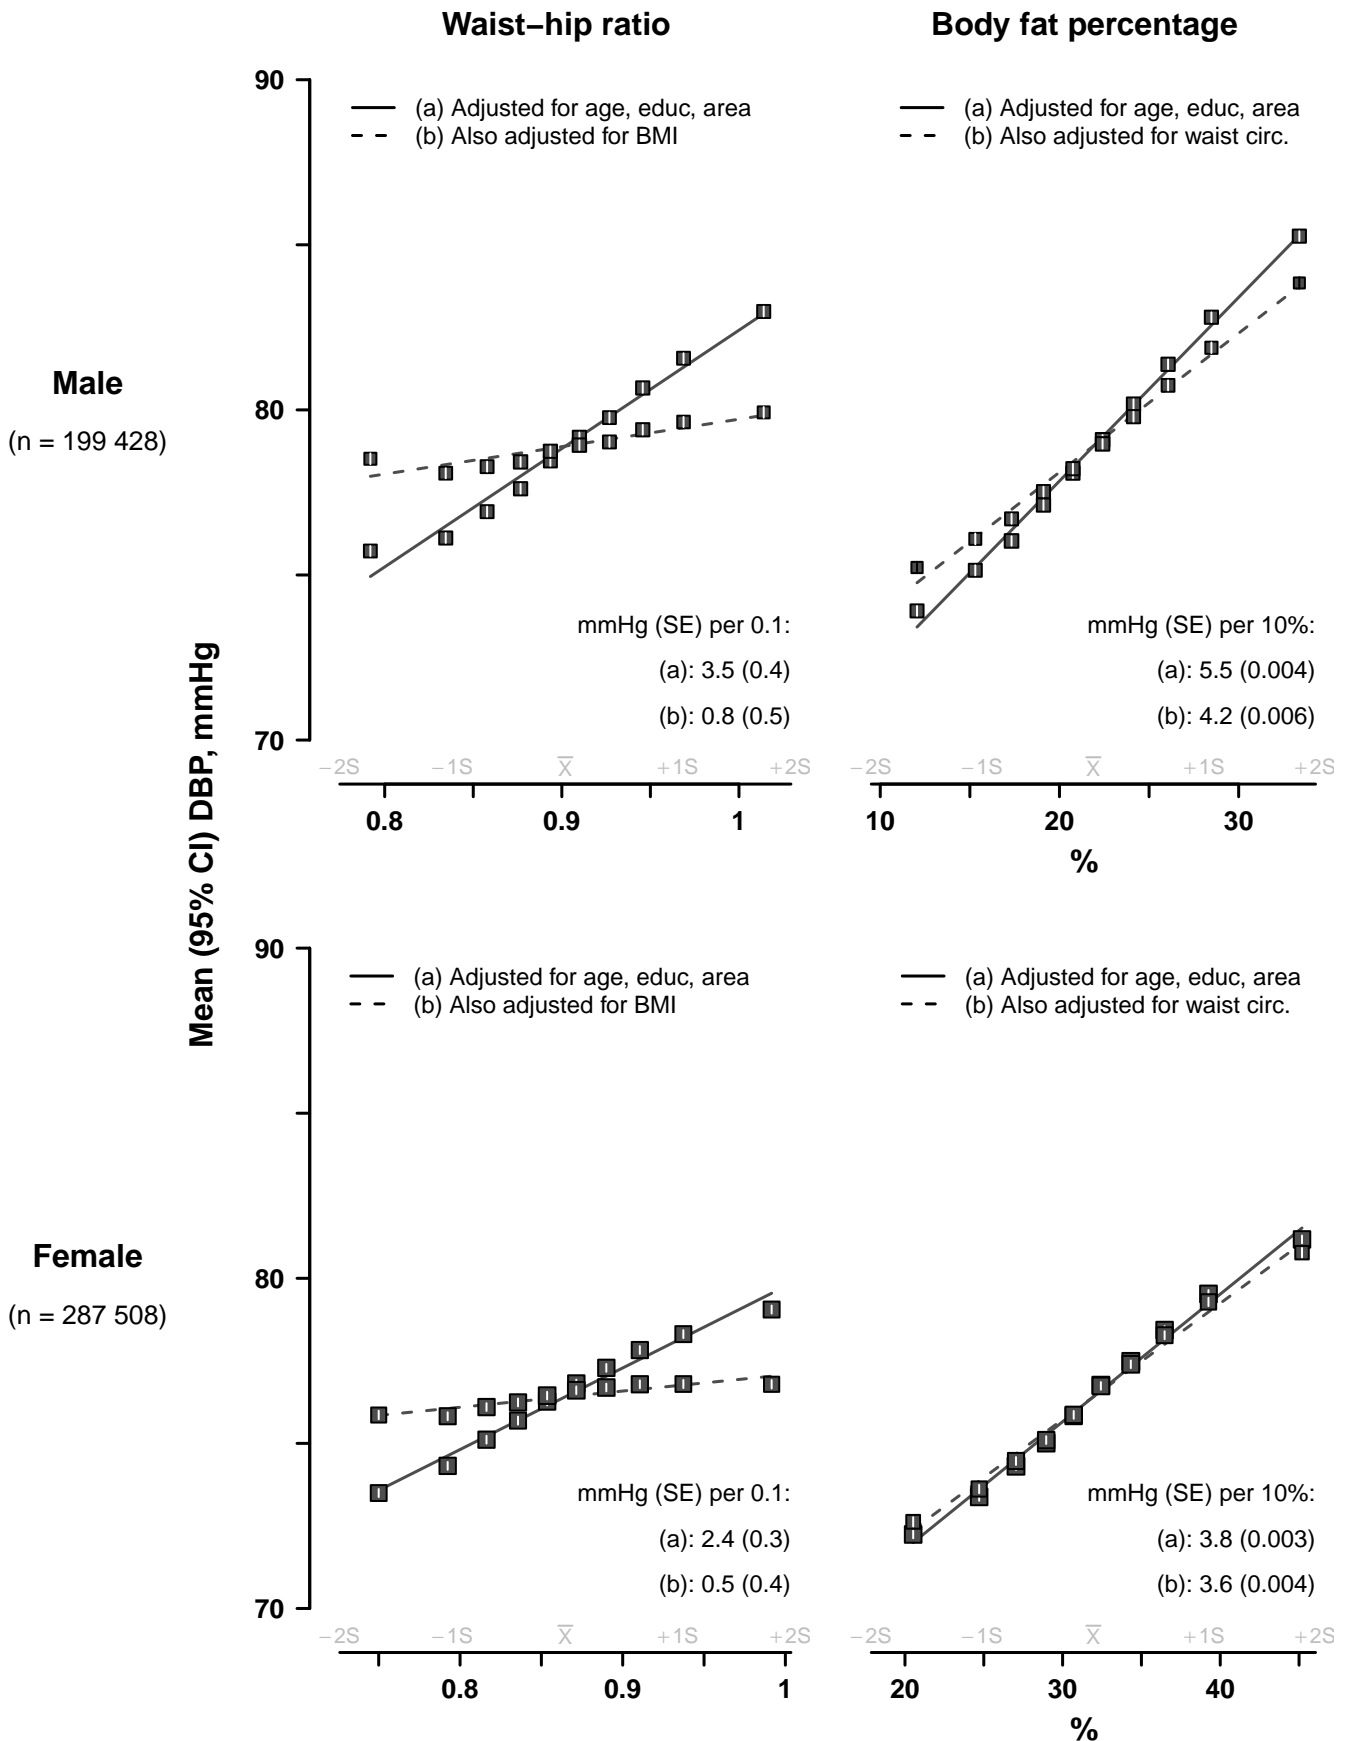 Waist–hip ratio
Body fat percentage
Mean (95% CI) DBP, mmHg
Male
(n = 199 428)
90
80
70
(a) Adjusted for age, educ, area
(b) Also adjusted for BMI
mmHg (SE) per 0.1:
(a): 3.5 (0.4)
(b): 0.8 (0.5)
−2S −1S X̅ +1S +2S
0.8 0.9 1
(a) Adjusted for age, educ, area
(b) Also adjusted for waist circ.
mmHg (SE) per 10%:
(a): 5.5 (0.004)
(b): 4.2 (0.006)
−2S −1S X̅ +1S +2S
10 20 30
%
Female
(n = 287 508)
90
80
70
(a) Adjusted for age, educ, area
(b) Also adjusted for BMI
mmHg (SE) per 0.1:
(a): 2.4 (0.3)
(b): 0.5 (0.4)
−2S −1S X̅ +1S +2S
0.8 0.9 1
(a) Adjusted for age, educ, area
(b) Also adjusted for waist circ.
mmHg (SE) per 10%:
(a): 3.8 (0.003)
(b): 3.6 (0.004)
−2S −1S X̅ +1S +2S
20 30 40
%